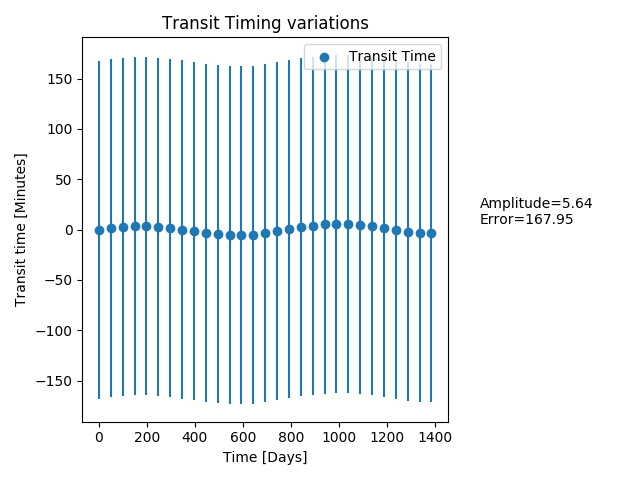 Transit Timing variations
Transit Time
Transit time [Minutes]
150
100
50
0
−50
−100
−150
0 200 400 600 800 1000 1200 1400
Time [Days]
Amplitude=5.64
Error=167.95